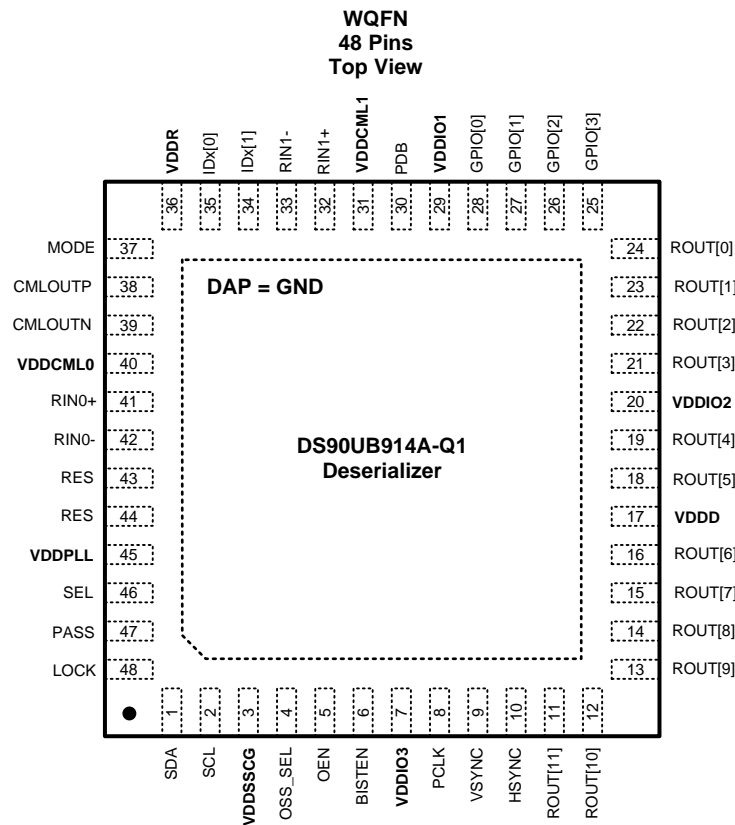 WQFN
48 Pins
Top View
VDDR
IDx[0]
IDx[1]
RIN1-
RIN1+
VDDCML1
PDB
VDDIO1
GPIO[0]
GPIO[1]
GPIO[2]
GPIO[3]
36
35
34
33
32
31
30
29
28
27
26
25
MODE 37
CMLOUTP 38
CMLOUTN 39
VDDCML0 40
RIN0+ 41
RIN0- 42
RES 43
RES 44
VDDPLL 45
SEL 46
PASS 47
LOCK 48
DAP = GND
DS90UB914A-Q1
Deserializer
24 ROUT[0]
23 ROUT[1]
22 ROUT[2]
21 ROUT[3]
20 VDDIO2
19 ROUT[4]
18 ROUT[5]
17 VDDD
16 ROUT[6]
15 ROUT[7]
14 ROUT[8]
13 ROUT[9]
1
2
3
4
5
6
7
8
9
10
11
12
SDA
SCL
VDDSSCG
OSS_SEL
OEN
BISTEN
VDDIO3
PCLK
VSYNC
HSYNC
ROUT[11]
ROUT[10]